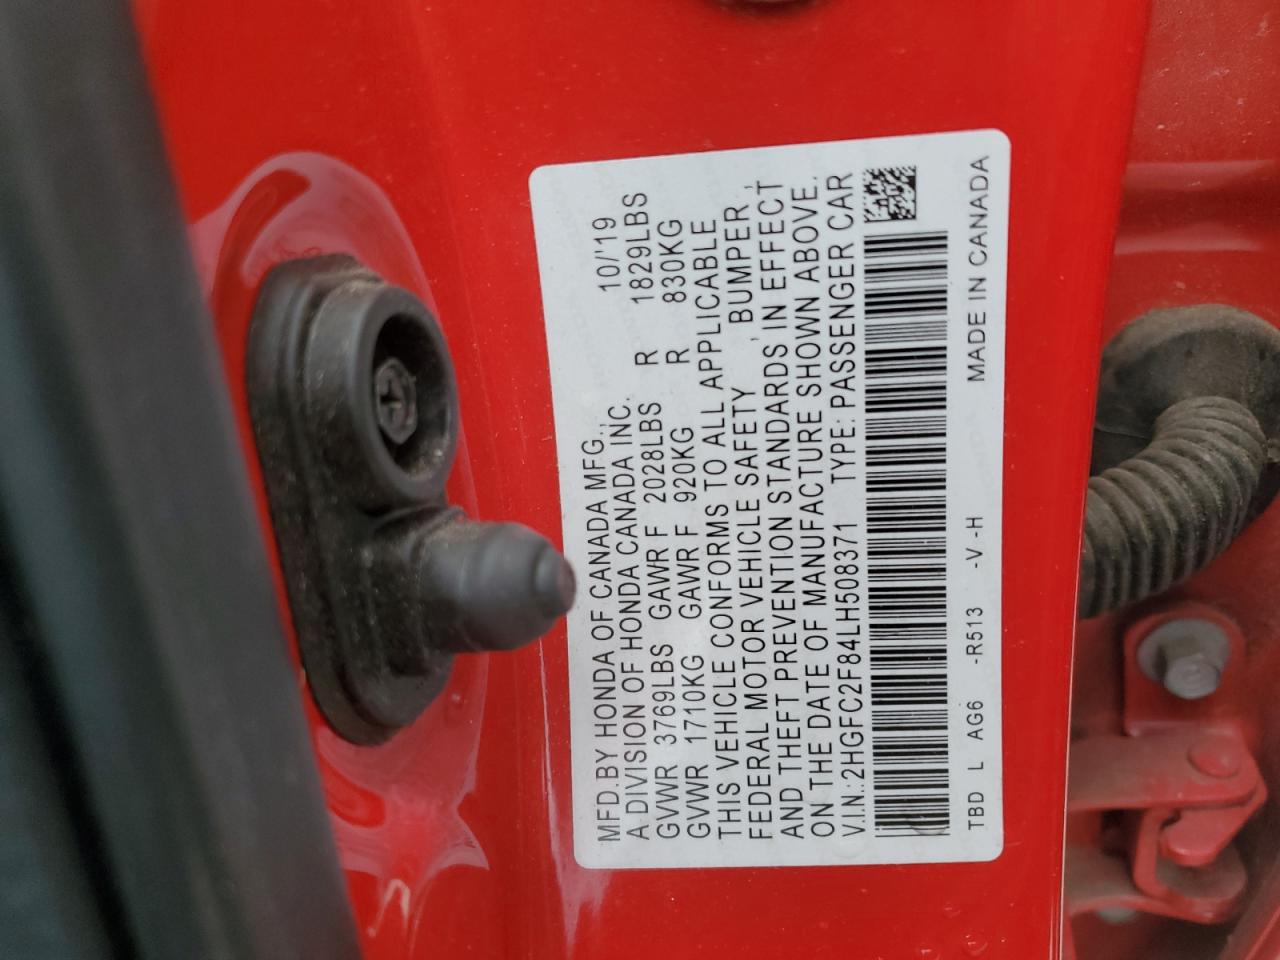 MFD.BY HONDA OF CANADA MFG., 10/'19
A DIVISION OF HONDA CANADA INC.
GVWR 3769LBS GAWR F 2028LBS R 1829LBS
GVWR 1710KG GAWR F 920KG R 830KG
THIS VEHICLE CONFORMS TO ALL APPLICABLE
FEDERAL MOTOR VEHICLE SAFETY , BUMPER,
AND THEFT PREVENTION STANDARDS IN EFFECT
ON THE DATE OF MANUFACTURE SHOWN ABOVE.
V.I.N.:2HGFC2F84LH508371 TYPE: PASSENGER CAR
TBD L AG6 -R513 -V -H MADE IN CANADA